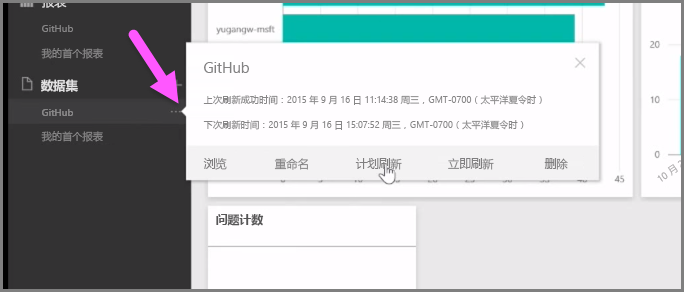 报表
GitHub
我的首个报表
数据集
GitHub
我的首个报表
yugangw-msft
GitHub
上次刷新成功时间：2015 年 9 月 16 日 11:14:38 周三，GMT-0700（太平洋夏令时）
下次刷新时间：2015 年 9 月 16 日 15:07:52 周三，GMT-0700（太平洋夏令时）
浏览 重命名 计划刷新 立即刷新 删除
45
20
10
0
10 月
问题计数